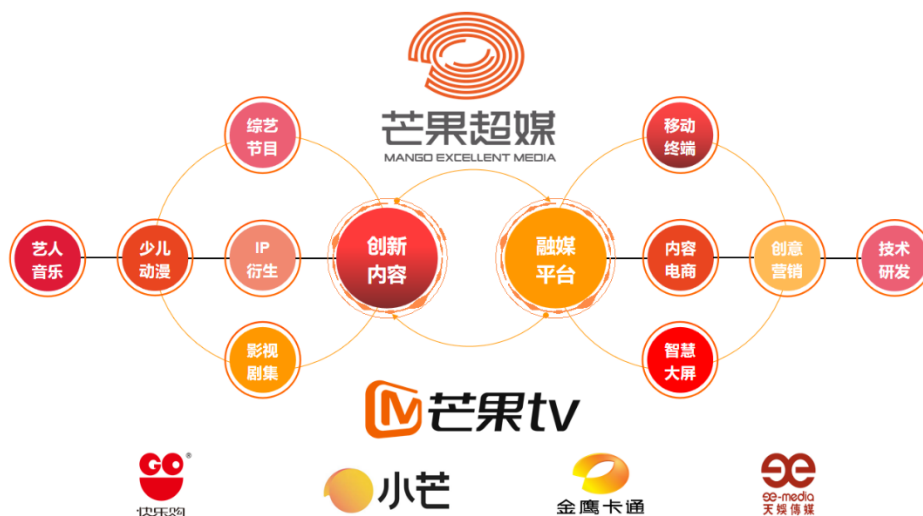 芒果超媒
MANGO EXCELLENT MEDIA
综艺
节目
移动
终端
艺人
音乐
少儿
动漫
IP
衍生
创新
内容
融媒
平台
内容
电商
创意
营销
技术
研发
影视
剧集
智慧
大屏
M芒果tv
GO®
快乐购
小芒
金鹰卡通
ee-media
天娱傳媒